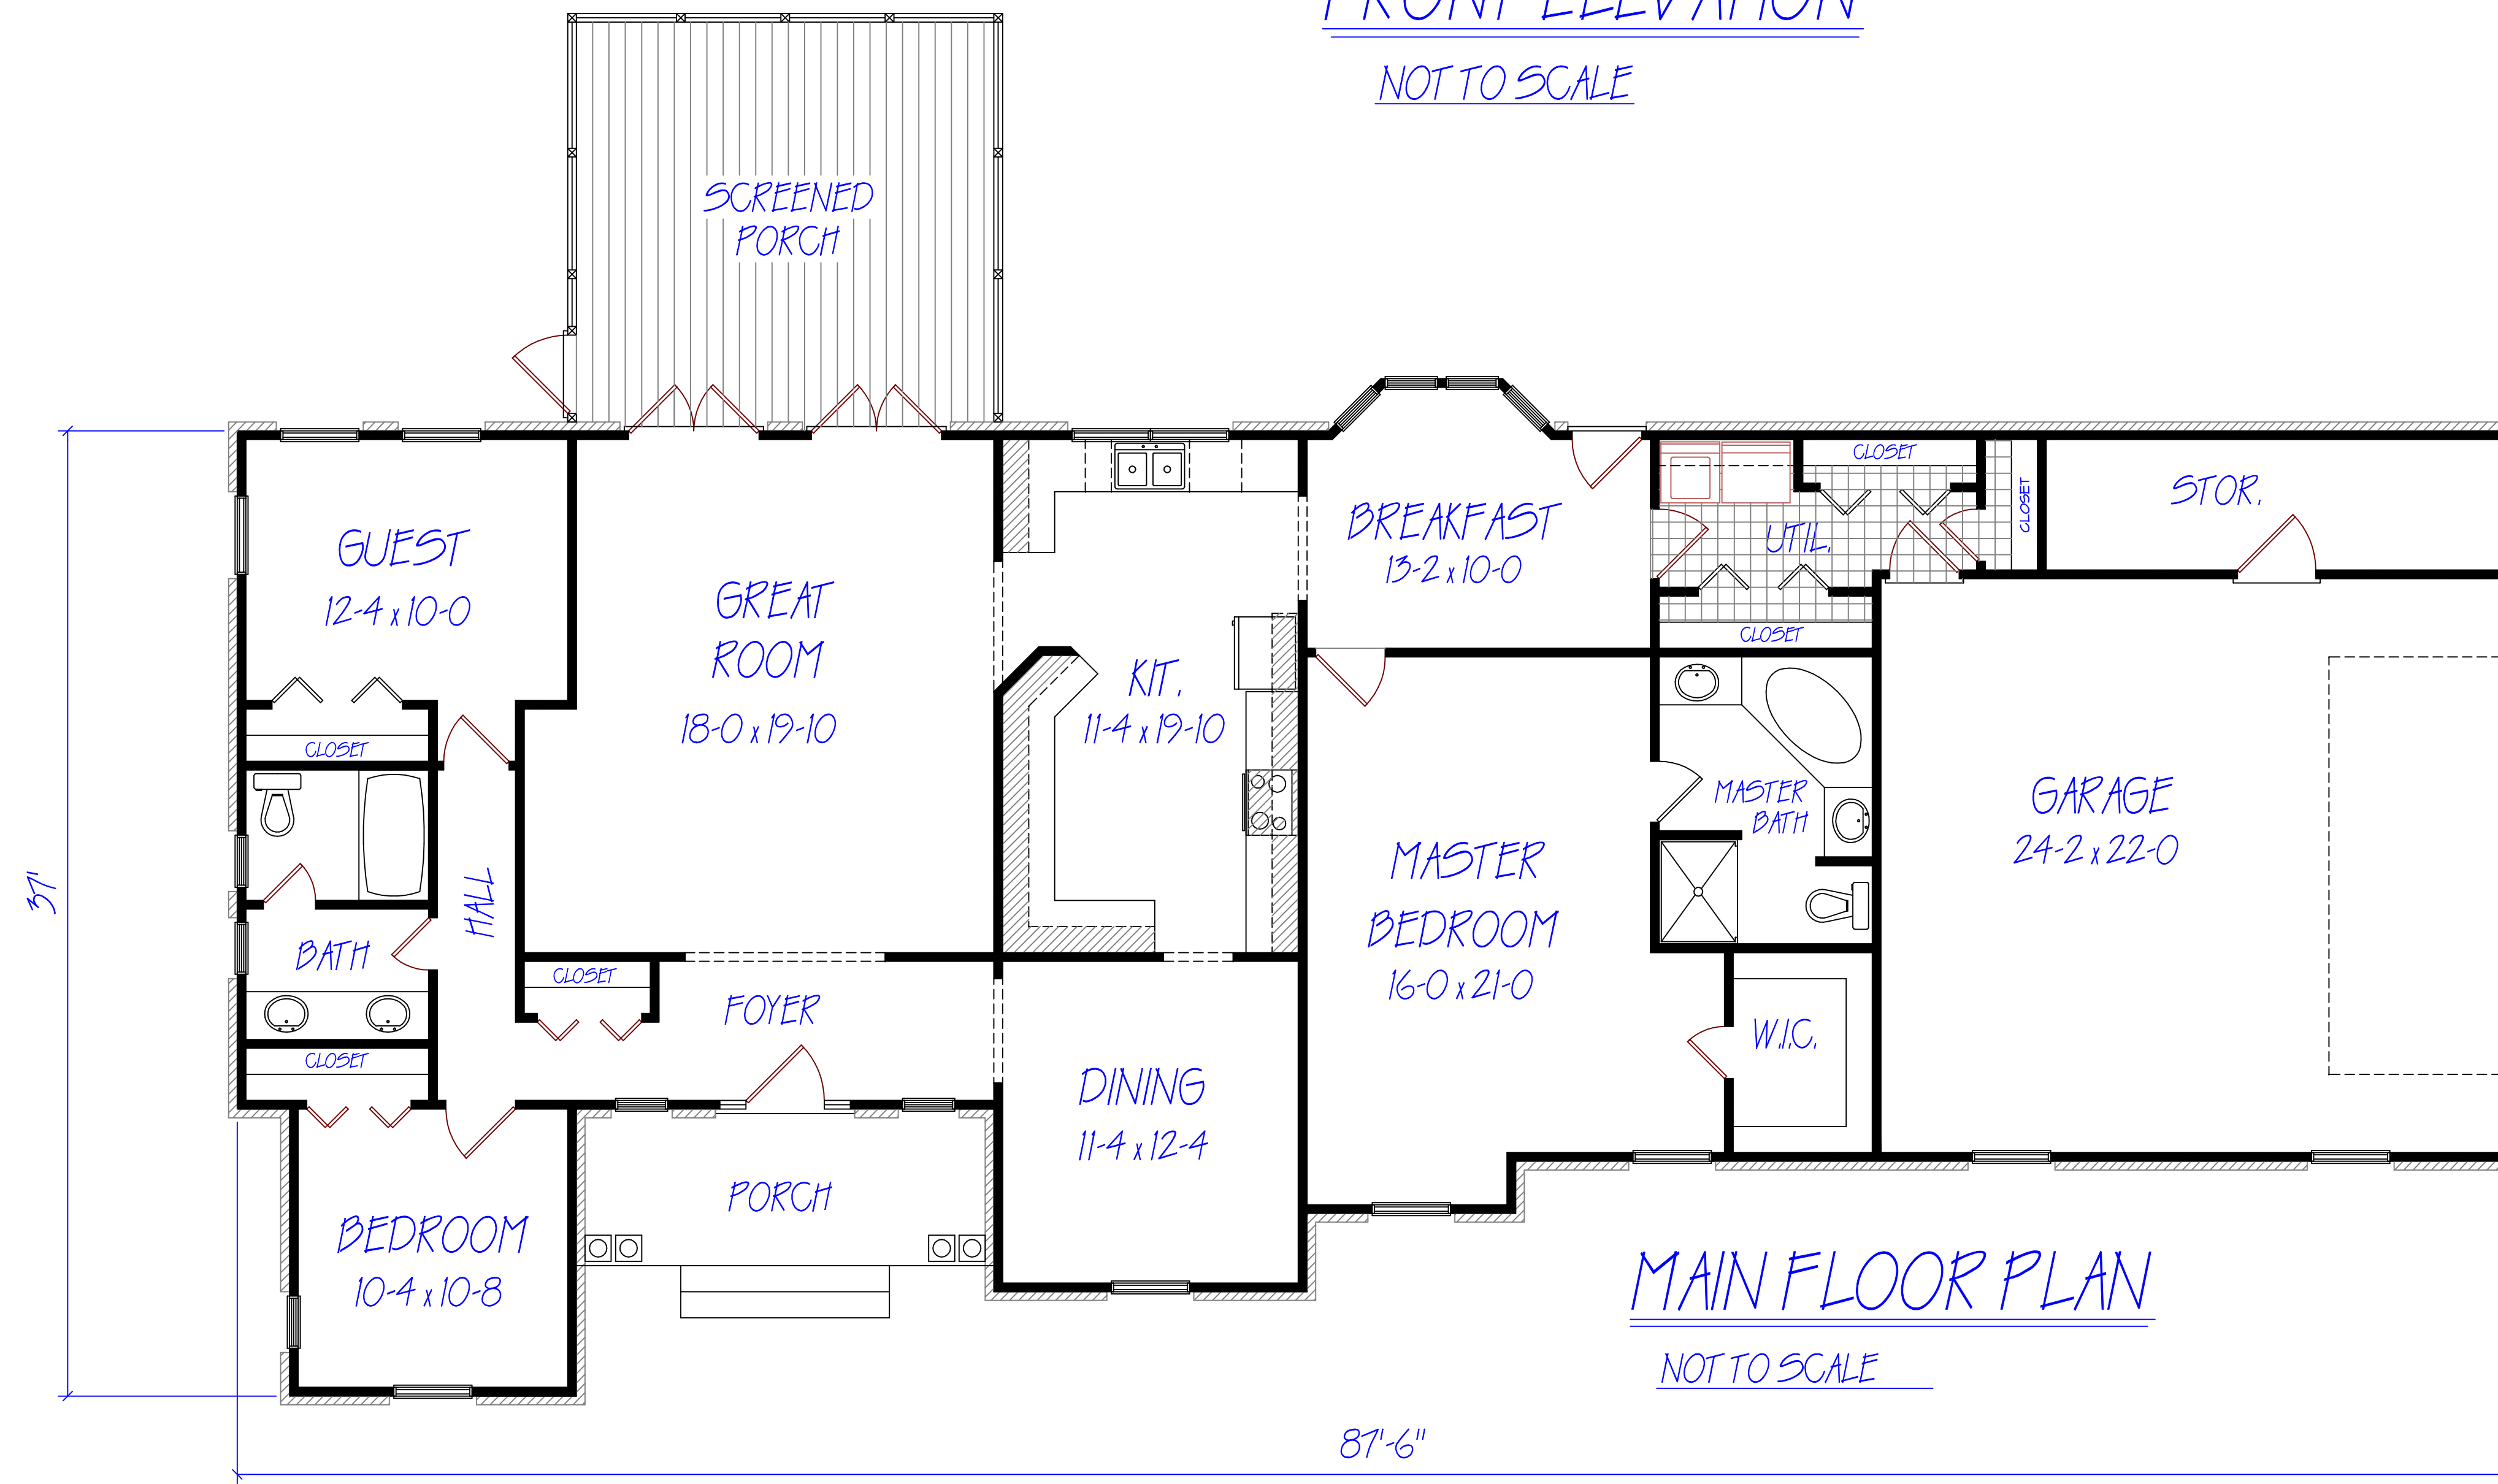 FRONT ELEVATION
NOT TO SCALE
SCREENED
PORCH
CLOSET
STOR.
CLOSET
GUEST
12-4 x 10-0
GREAT
ROOM
18-0 x 19-10
BREAKFAST
13-2 x 10-0
UTIL.
CLOSET
KIT.
11-4 x 19-10
CLOSET
MASTER
BATH
GARAGE
24-2 x 22-0
MASTER
BEDROOM
16-0 x 21-0
37'
HALL
BATH
CLOSET
FOYER
W.I.C.
CLOSET
DINING
11-4 x 12-4
PORCH
BEDROOM
10-4 x 10-8
MAIN FLOOR PLAN
NOT TO SCALE
87'-6"